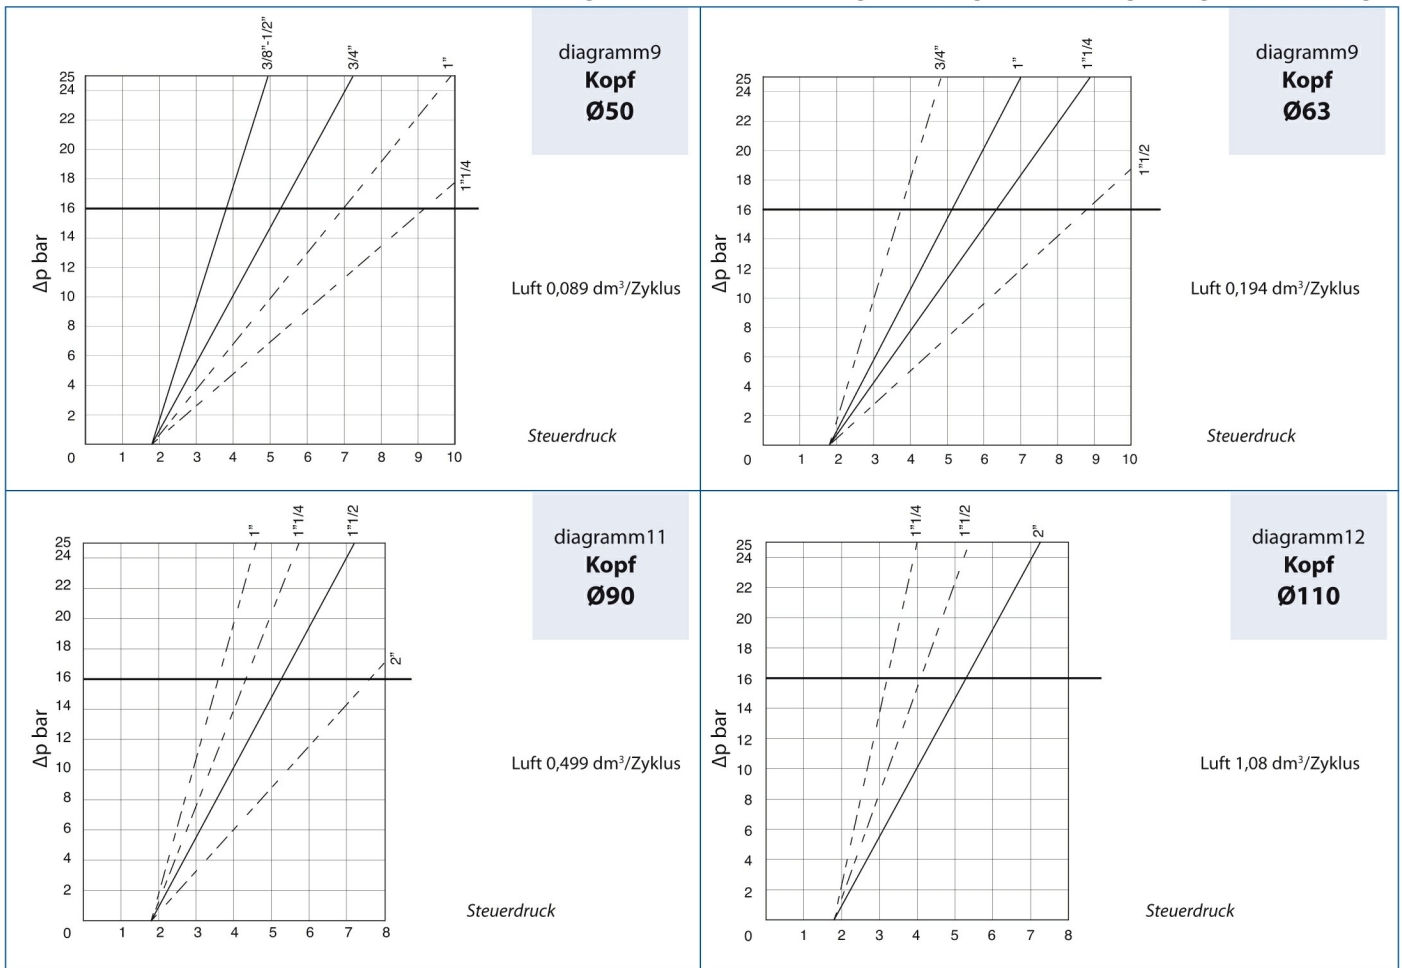 3/8"-1/2"
3/4"
1"
1"1/4
diagramm9
Kopf
Ø50
25
24
22
20
18
16
14
12
10
8
6
4
2
Δp bar
0 1 2 3 4 5 6 7 8 9 10
Luft 0,089 dm³/Zyklus
Steuerdruck
3/4"
1"
1"1/4
1"1/2
diagramm9
Kopf
Ø63
25
24
22
20
18
16
14
12
10
8
6
4
2
Δp bar
0 1 2 3 4 5 6 7 8 9 10
Luft 0,194 dm³/Zyklus
Steuerdruck
1"
1"1/4
1"1/2
2"
diagramm11
Kopf
Ø90
25
24
22
20
18
16
14
12
10
8
6
4
2
Δp bar
0 1 2 3 4 5 6 7 8
Luft 0,499 dm³/Zyklus
Steuerdruck
1"1/4
1"1/2
2"
diagramm12
Kopf
Ø110
25
24
22
20
18
16
14
12
10
8
6
4
2
Δp bar
0 1 2 3 4 5 6 7 8
Luft 1,08 dm³/Zyklus
Steuerdruck